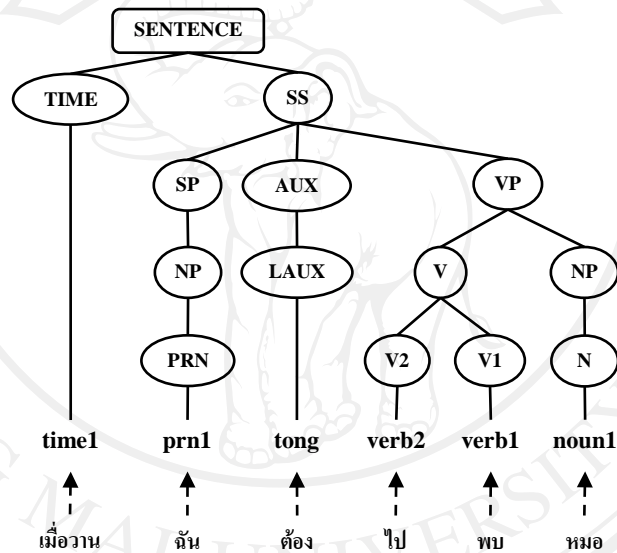 SENTENCE
TIME SS
SP AUX VP
NP LAUX V NP
PRN V2 V1 N
time1 prn1 tong verb2 verb1 noun1
เมื่อวาน ฉัน ต้อง ไป พบ หมอ